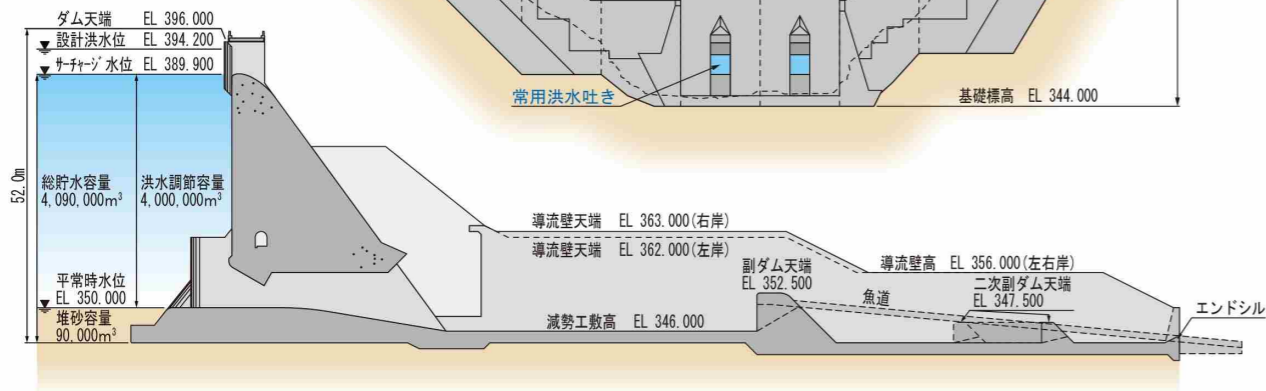 ダム天端 EL 396.000
設計洪水位 EL 394.200
サーチャージ水位 EL 389.900
52.0m
総貯水容量
4,090,000m³
洪水調節容量
4,000,000m³
平常時水位
EL 350.000
堆砂容量
90,000m³
常用洪水吐き
基礎標高 EL 344.000
導流壁天端 EL 363.000(右岸)
導流壁天端 EL 362.000(左岸)
副ダム天端
EL 352.500
導流壁高 EL 356.000(左右岸)
魚道
二次副ダム天端
EL 347.500
減勢工敷高 EL 346.000
エンドシル